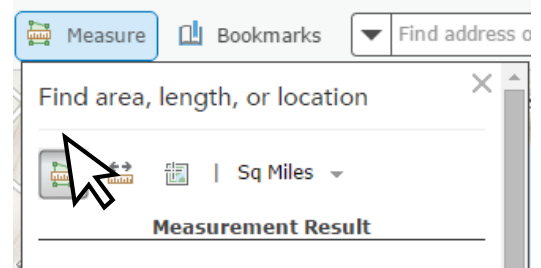 Measure Bookmarks Find address o
Find area, length, or location
| Sq Miles
Measurement Result